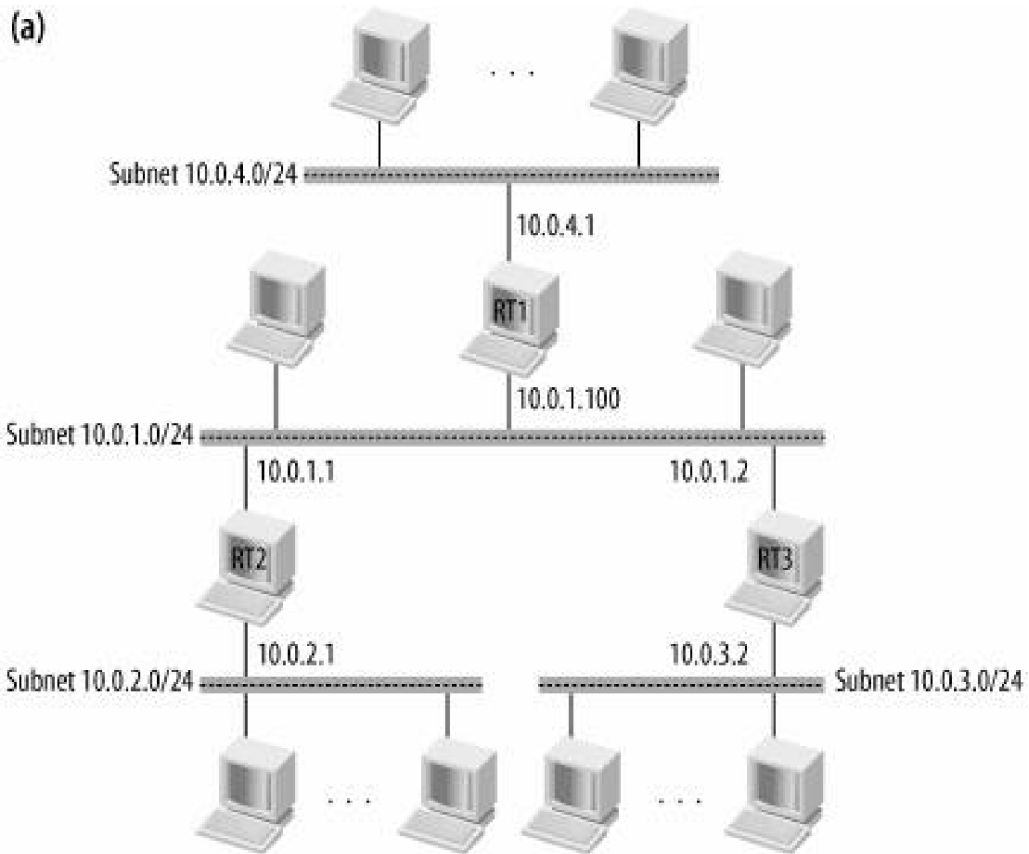 (a)
. . .
Subnet 10.0.4.0/24
10.0.4.1
RT1
10.0.1.100
Subnet 10.0.1.0/24
10.0.1.1
10.0.1.2
RT2
RT3
10.0.2.1
10.0.3.2
Subnet 10.0.2.0/24
Subnet 10.0.3.0/24
. . .
. . .